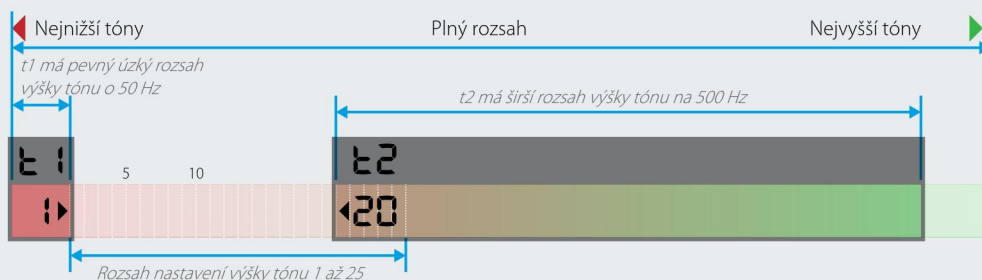 Nejnižší tóny Plný rozsah Nejvyšší tóny
t1 má pevný úzký rozsah
výšky tónu o 50 Hz
t2 má širší rozsah výšky tónu na 500 Hz
t1 t2
5 10
1 20
Rozsah nastavení výšky tónu 1 až 25